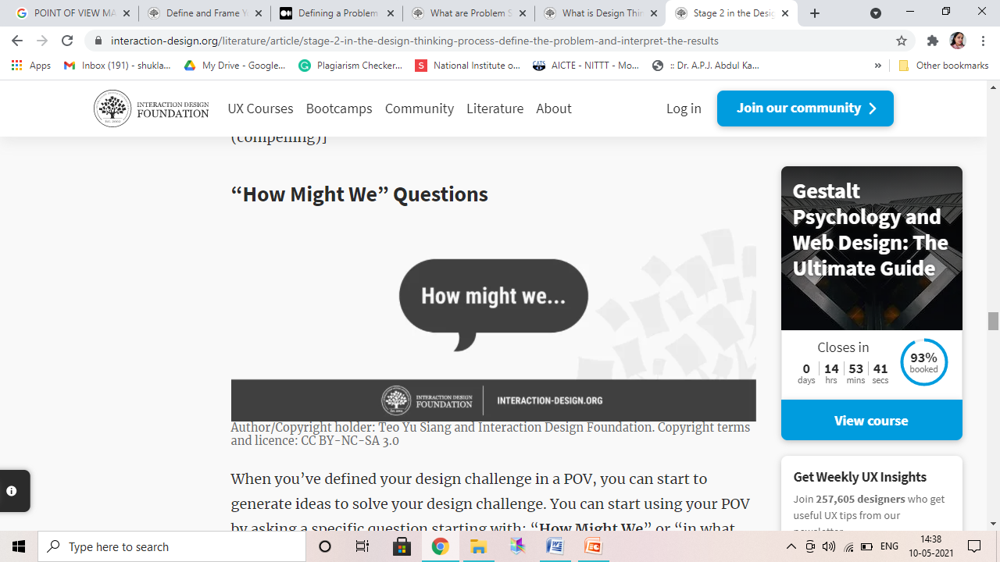 POINT OF VIEW MA
Define and Frame Y
Defining a Problem
What are Problem S
What is Design Thin
Stage 2 in the Desig
interaction-design.org/literature/article/stage-2-in-the-design-thinking-process-define-the-problem-and-interpret-the-results
Apps
Inbox (191) - shukla...
My Drive - Google...
Plagiarism Checker...
S National Institute o...
AICTE - NITTT - Mo...
:: Dr. A.P.J. Abdul Ka...
»
Other bookmarks
INTERACTION DESIGN
FOUNDATION
EST. 2002
UX Courses Bootcamps Community Literature About
Log in
Join our community
(compelling)]
“How Might We” Questions
How might we...
INTERACTION DESIGN
FOUNDATION
INTERACTION-DESIGN.ORG
Author/Copyright holder: Teo Yu Siang and Interaction Design Foundation. Copyright terms
and licence: CC BY-NC-SA 3.0
When you’ve defined your design challenge in a POV, you can start to
generate ideas to solve your design challenge. You can start using your POV
by asking a specific question starting with: “How Might We” or “in what
Gestalt
Psychology and
Web Design: The
Ultimate Guide
Closes in
0 14 53 41
days hrs mins secs
93%
booked
View course
Get Weekly UX Insights
Join 257,605 designers who get
useful UX tips from our
newsletter
Type here to search
ENG
14:38
10-05-2021